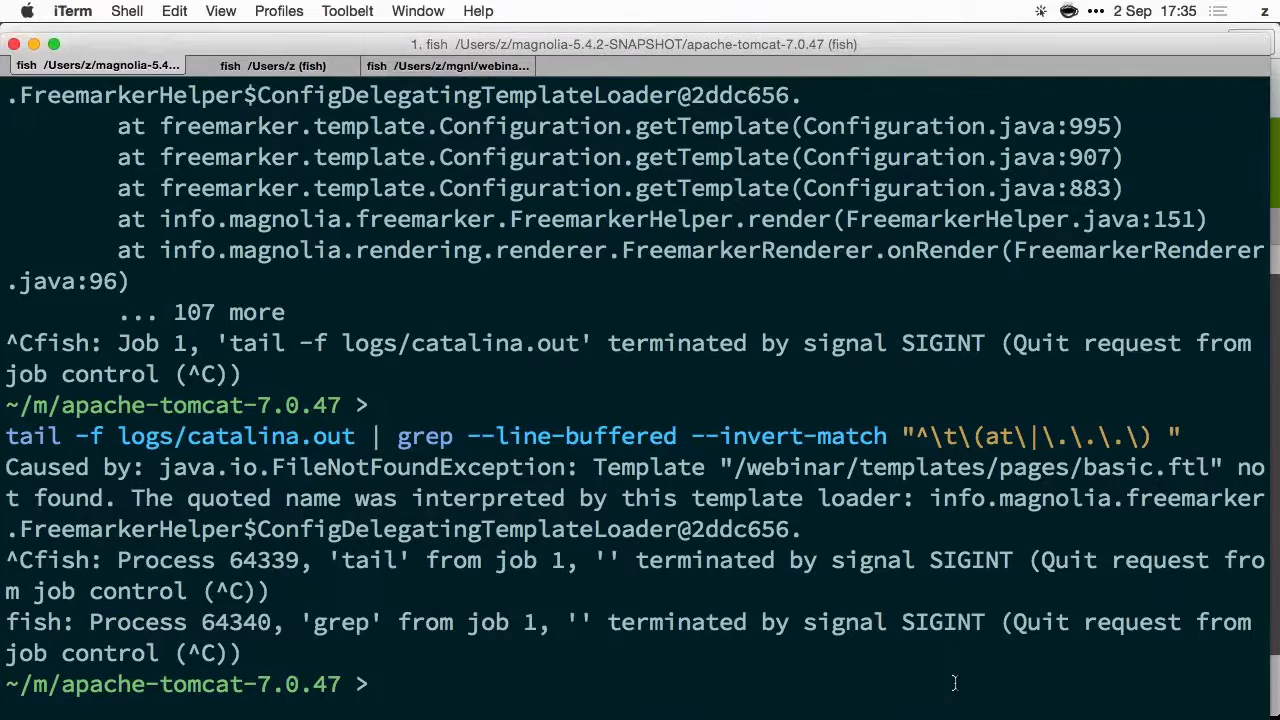 iTerm Shell Edit View Profiles Toolbelt Window Help 2 Sep 17:35 z
1. fish /Users/z/magnolia-5.4.2-SNAPSHOT/apache-tomcat-7.0.47 (fish)
fish /Users/z/magnolia-5.4... fish /Users/z (fish) fish /Users/z/mgnl/webina...
.FreemarkerHelper$ConfigDelegatingTemplateLoader@2ddc656.
at freemarker.template.Configuration.getTemplate(Configuration.java:995)
at freemarker.template.Configuration.getTemplate(Configuration.java:907)
at freemarker.template.Configuration.getTemplate(Configuration.java:883)
at info.magnolia.freemarker.FreemarkerHelper.render(FreemarkerHelper.java:151)
at info.magnolia.rendering.renderer.FreemarkerRenderer.onRender(FreemarkerRenderer
.java:96)
... 107 more
^Cfish: Job 1, 'tail -f logs/catalina.out' terminated by signal SIGINT (Quit request from
job control (^C))
~/m/apache-tomcat-7.0.47 >
tail -f logs/catalina.out | grep --line-buffered --invert-match "^\t\(at\|\.\.\.\) "
Caused by: java.io.FileNotFoundException: Template "/webinar/templates/pages/basic.ftl" no
t found. The quoted name was interpreted by this template loader: info.magnolia.freemarker
.FreemarkerHelper$ConfigDelegatingTemplateLoader@2ddc656.
^Cfish: Process 64339, 'tail' from job 1, '' terminated by signal SIGINT (Quit request fro
m job control (^C))
fish: Process 64340, 'grep' from job 1, '' terminated by signal SIGINT (Quit request from
job control (^C))
~/m/apache-tomcat-7.0.47 >